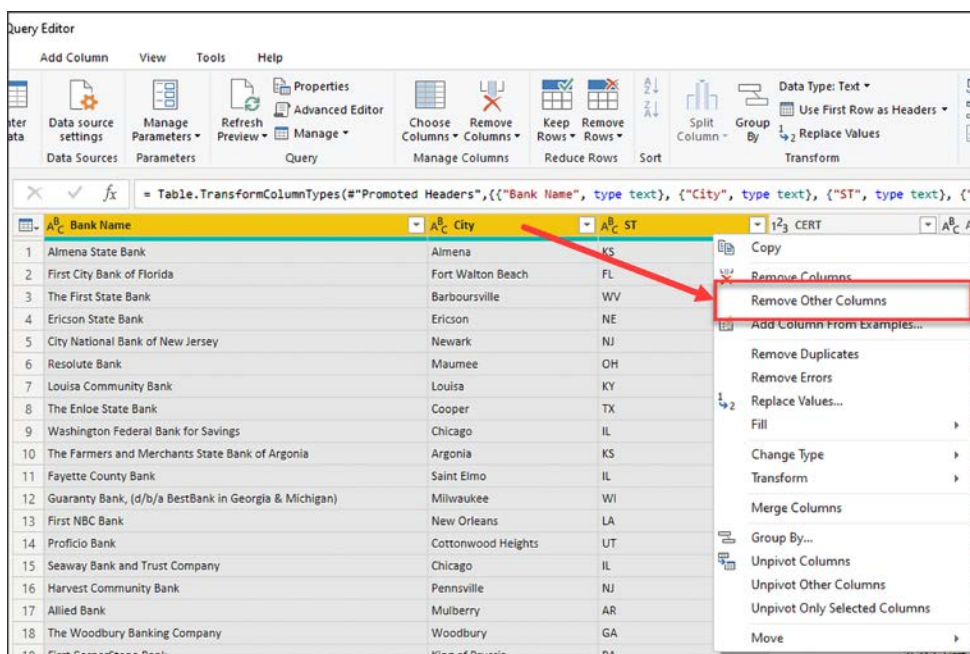 Query Editor
Add Column View Tools Help
Properties
Advanced Editor
Manage
Data source settings
Manage Parameters
Refresh Preview
Choose Columns
Remove Columns
Keep Rows
Remove Rows
Split Column
Group By
Data Type: Text
Use First Row as Headers
1 2 Replace Values
Data Sources Parameters Query Manage Columns Reduce Rows Sort Transform
fx = Table.TransformColumnTypes(#"Promoted Headers",{{"Bank Name", type text}, {"City", type text}, {"ST", type text}, {"
ABC Bank Name ABC City ABC ST 123 CERT ABC
1 Almena State Bank Almena KS
2 First City Bank of Florida Fort Walton Beach FL
3 The First State Bank Barboursville WV
4 Ericson State Bank Ericson NE
5 City National Bank of New Jersey Newark NJ
6 Resolute Bank Maumee OH
7 Louisa Community Bank Louisa KY
8 The Enloe State Bank Cooper TX
9 Washington Federal Bank for Savings Chicago IL
10 The Farmers and Merchants State Bank of Argonia Argonia KS
11 Fayette County Bank Saint Elmo IL
12 Guaranty Bank, (d/b/a BestBank in Georgia & Michigan) Milwaukee WI
13 First NBC Bank New Orleans LA
14 Proficio Bank Cottonwood Heights UT
15 Seaway Bank and Trust Company Chicago IL
16 Harvest Community Bank Pennsville NJ
17 Allied Bank Mulberry AR
18 The Woodbury Banking Company Woodbury GA
Copy
Remove Columns
Remove Other Columns
Add Column From Examples...
Remove Duplicates
Remove Errors
1 2 Replace Values...
Fill
Change Type
Transform
Merge Columns
Group By...
Unpivot Columns
Unpivot Other Columns
Unpivot Only Selected Columns
Move